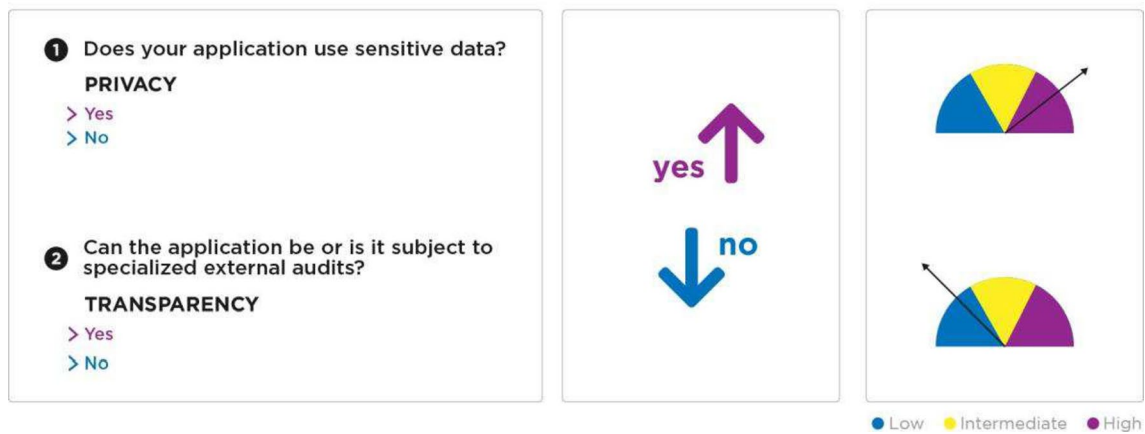 1 Does your application use sensitive data?
PRIVACY
> Yes
> No
2 Can the application be or is it subject to
specialized external audits?
TRANSPARENCY
> Yes
> No
yes
no
Low Intermediate High